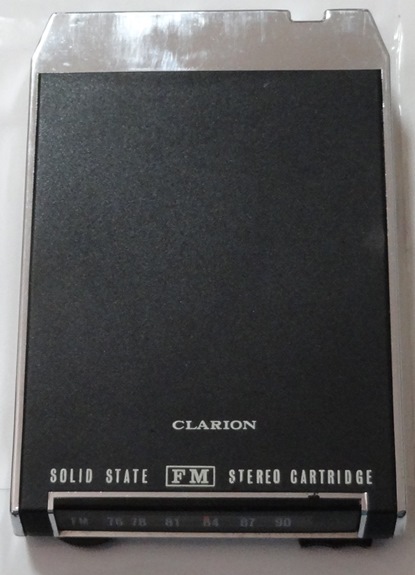 CLARION
SOLID STATE FM STEREO CARTRIDGE
FM 76 78 81 84 87 90